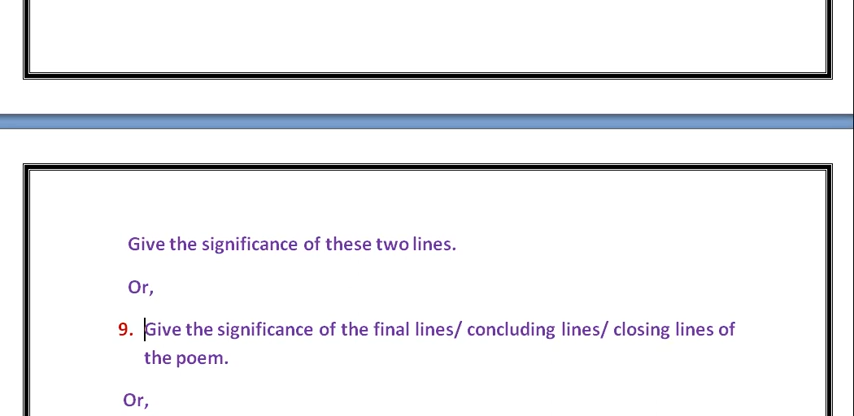 Give the significance of these two lines.
Or,
9. Give the significance of the final lines/ concluding lines/ closing lines of
the poem.
Or,